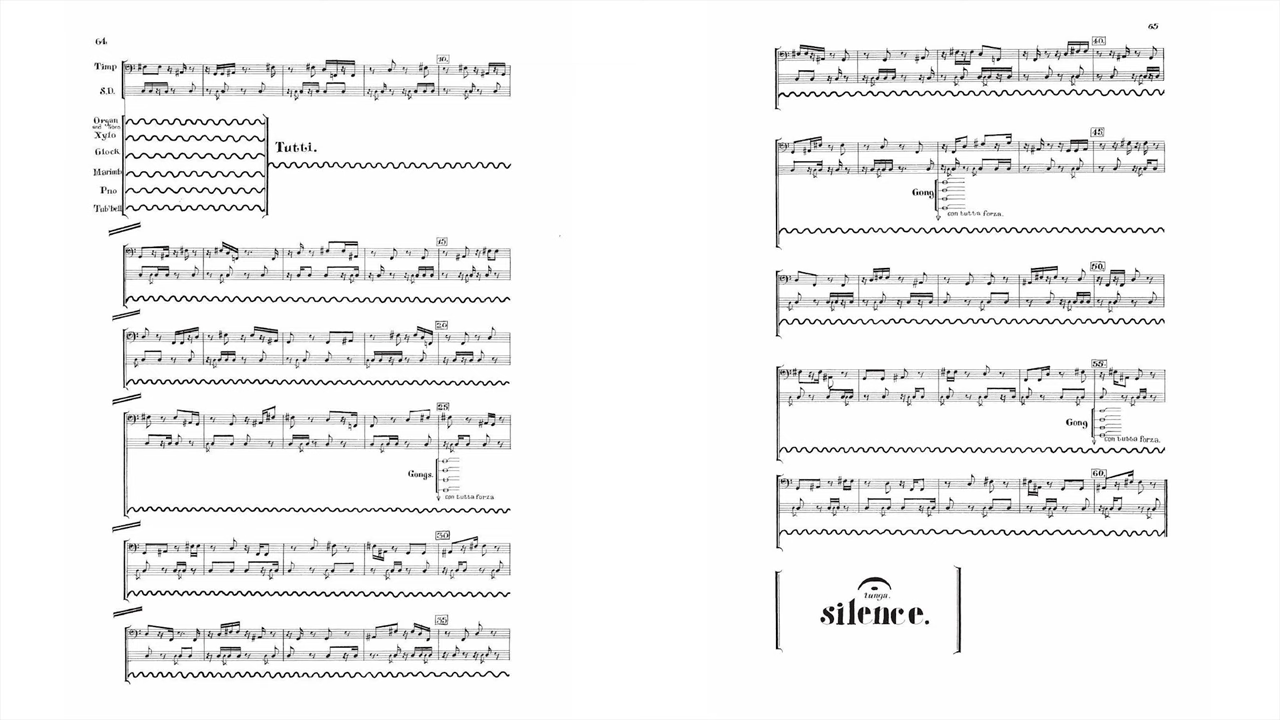 64.
Timp
10.
S.D.
Organ
and
Xylo
Tutti.
Glock
Marimb
Pno
Tub'bell
15.
20
25
Gongs.
con tutta forza
30
35
65
40.
45
Gong
con tutta forza.
50.
55.
Gong
con tutta forza.
60.
lunga.
silence.